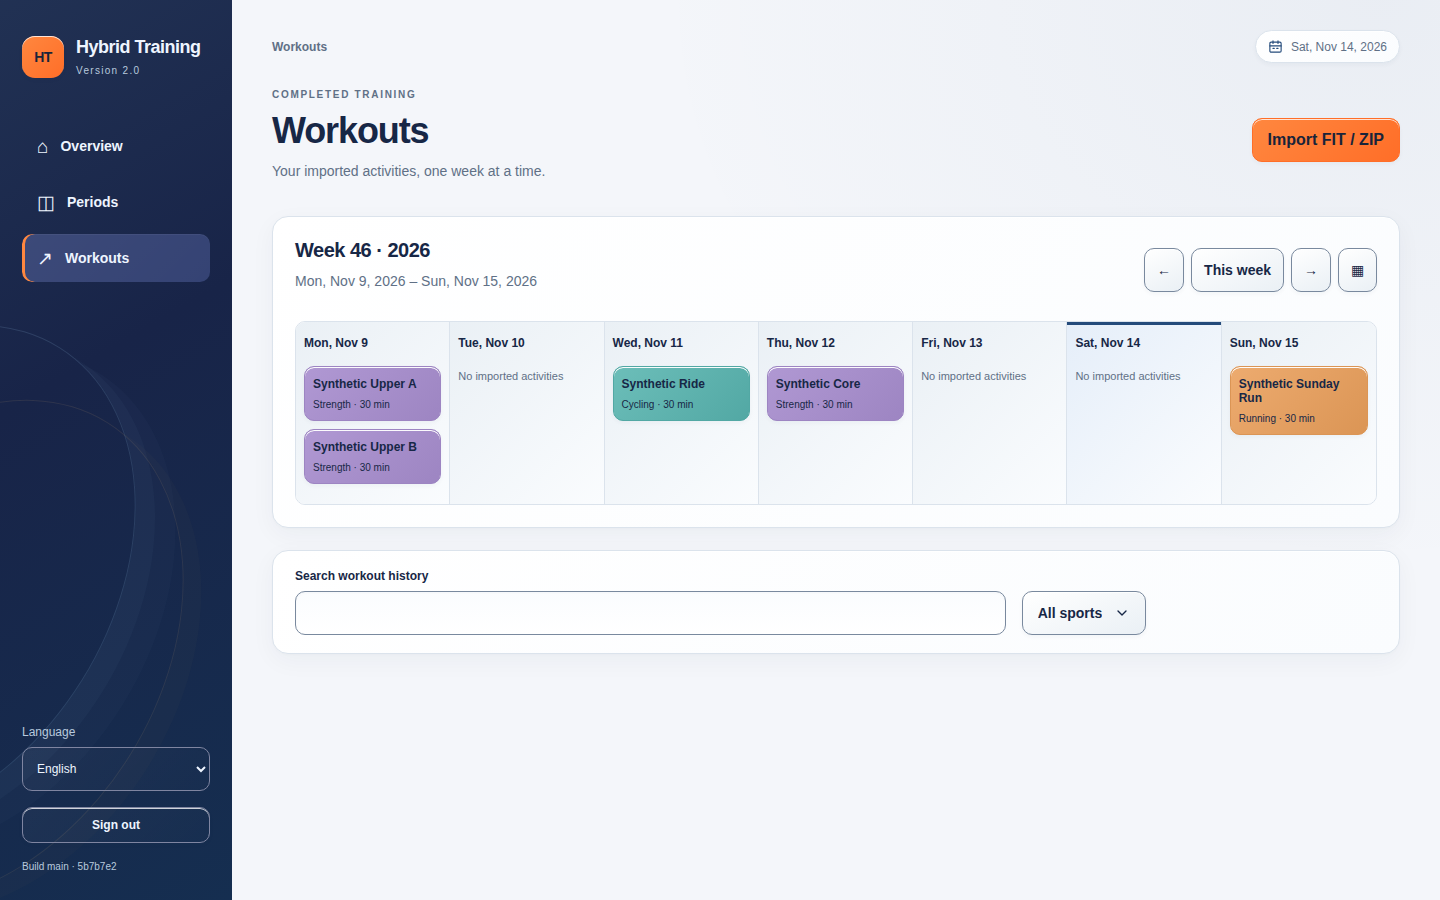 HT
Hybrid Training
Version 2.0
Overview
Periods
Workouts
Language
English
Sign out
Build main · 5b7b7e2
Workouts
Sat, Nov 14, 2026
COMPLETED TRAINING
Workouts
Your imported activities, one week at a time.
Import FIT / ZIP
Week 46 · 2026
Mon, Nov 9, 2026 – Sun, Nov 15, 2026
←
This week
→
Mon, Nov 9
Synthetic Upper A
Strength · 30 min
Synthetic Upper B
Strength · 30 min
Tue, Nov 10
No imported activities
Wed, Nov 11
Synthetic Ride
Cycling · 30 min
Thu, Nov 12
Synthetic Core
Strength · 30 min
Fri, Nov 13
No imported activities
Sat, Nov 14
No imported activities
Sun, Nov 15
Synthetic Sunday
Run
Running · 30 min
Search workout history
All sports